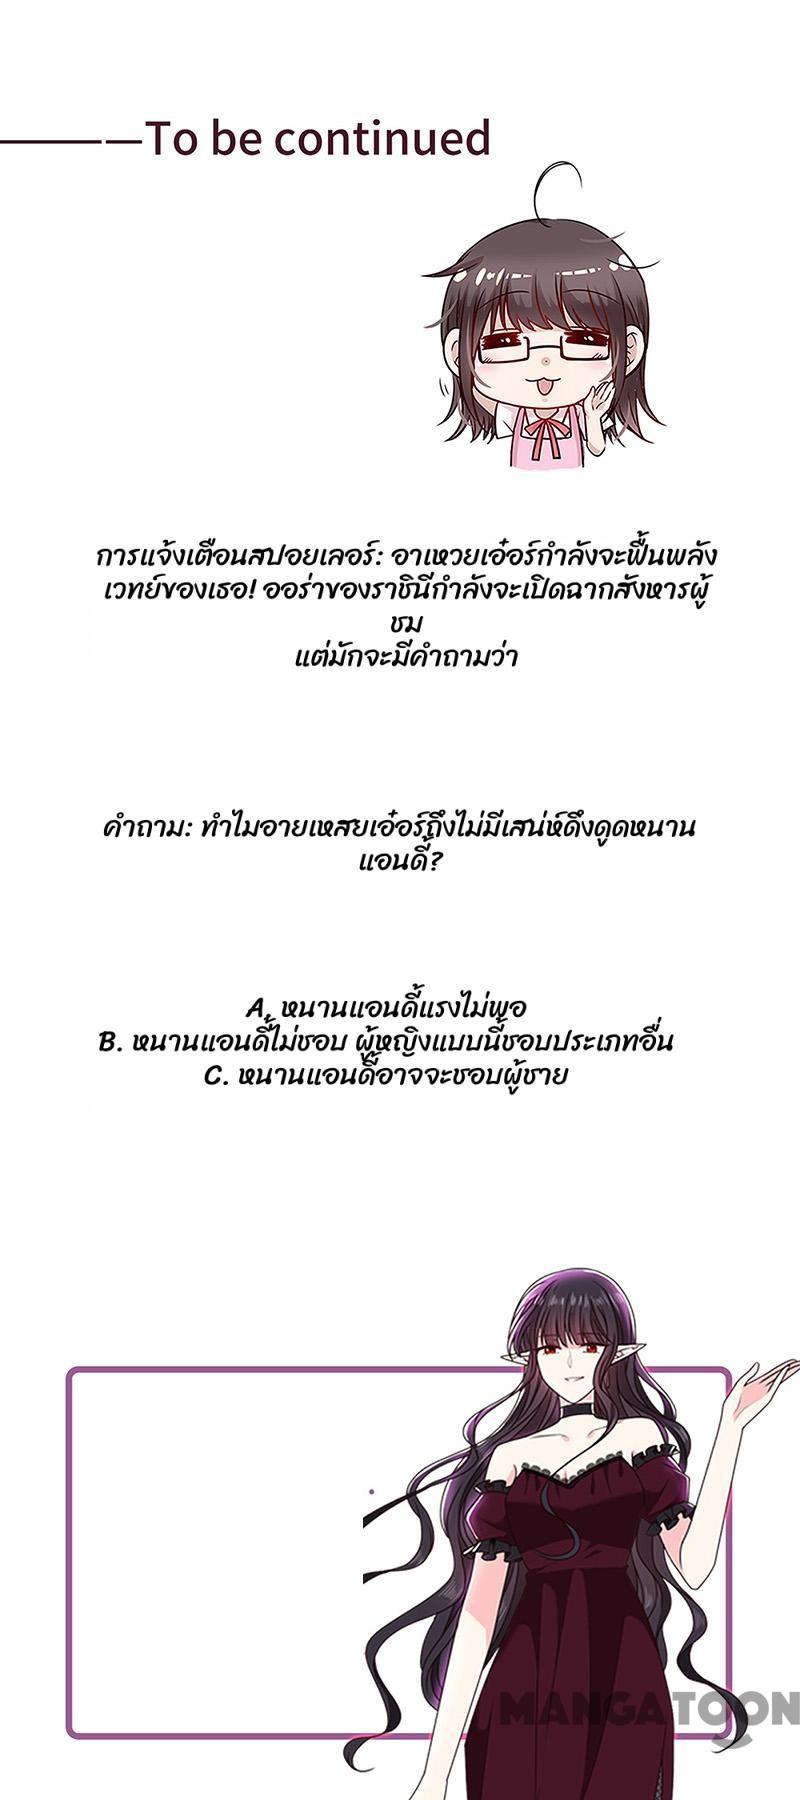 ———To be continued
การแจ้งเตือนสปอยเลอร์: อาเหวยเอ๋อร์กำลังจะฟื้นพลัง
เวทย์ของเธอ! ออร่าของราชินีกำลังจะเปิดฉากสังหารผู้
ชม
แต่มักจะมีคำถามว่า
คำถาม: ทำไมอายเหสยเอ๋อร์ถึงไม่มีเสน่ห์ดึงดูดหนาน
แอนดี้?
A. หนานแอนดี้แรงไม่พอ
B. หนานแอนดี้ไม่ชอบ ผู้หญิงแบบนี้ชอบประเภทอื่น
C. หนานแอนดี้อาจจะชอบผู้ชาย
MANGATOON